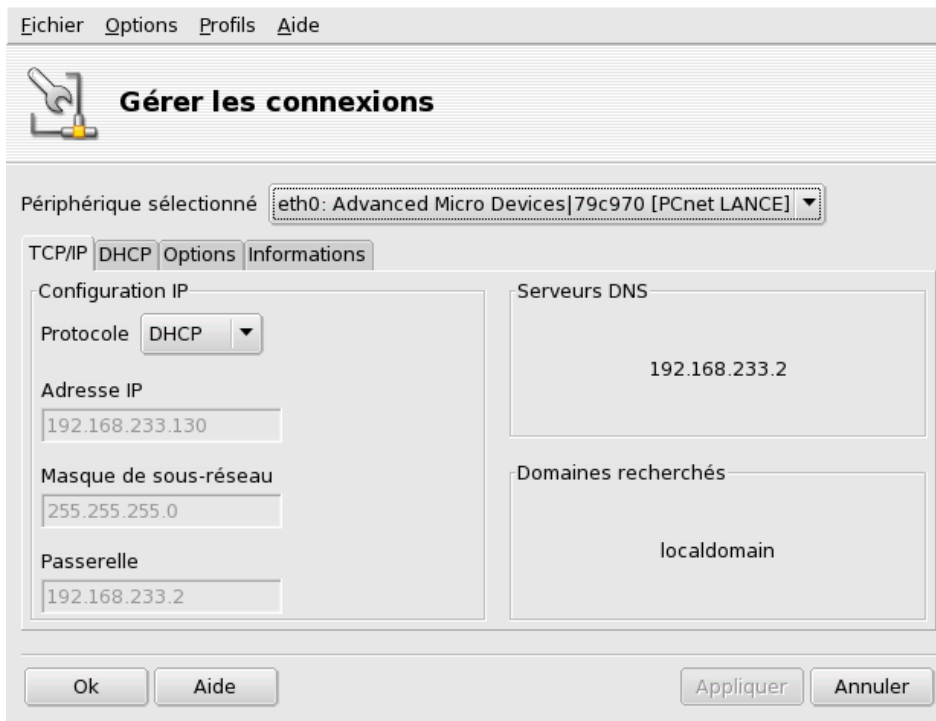 Fichier Options Profils Aide
Gérer les connexions
Périphérique sélectionné eth0: Advanced Micro Devices|79c970 [PCnet LANCE]
TCP/IP DHCP Options Informations
Configuration IP
Protocole DHCP
Adresse IP
192.168.233.130
Masque de sous-réseau
255.255.255.0
Passerelle
192.168.233.2
Serveurs DNS
192.168.233.2
Domaines recherchés
localdomain
Ok Aide Appliquer Annuler